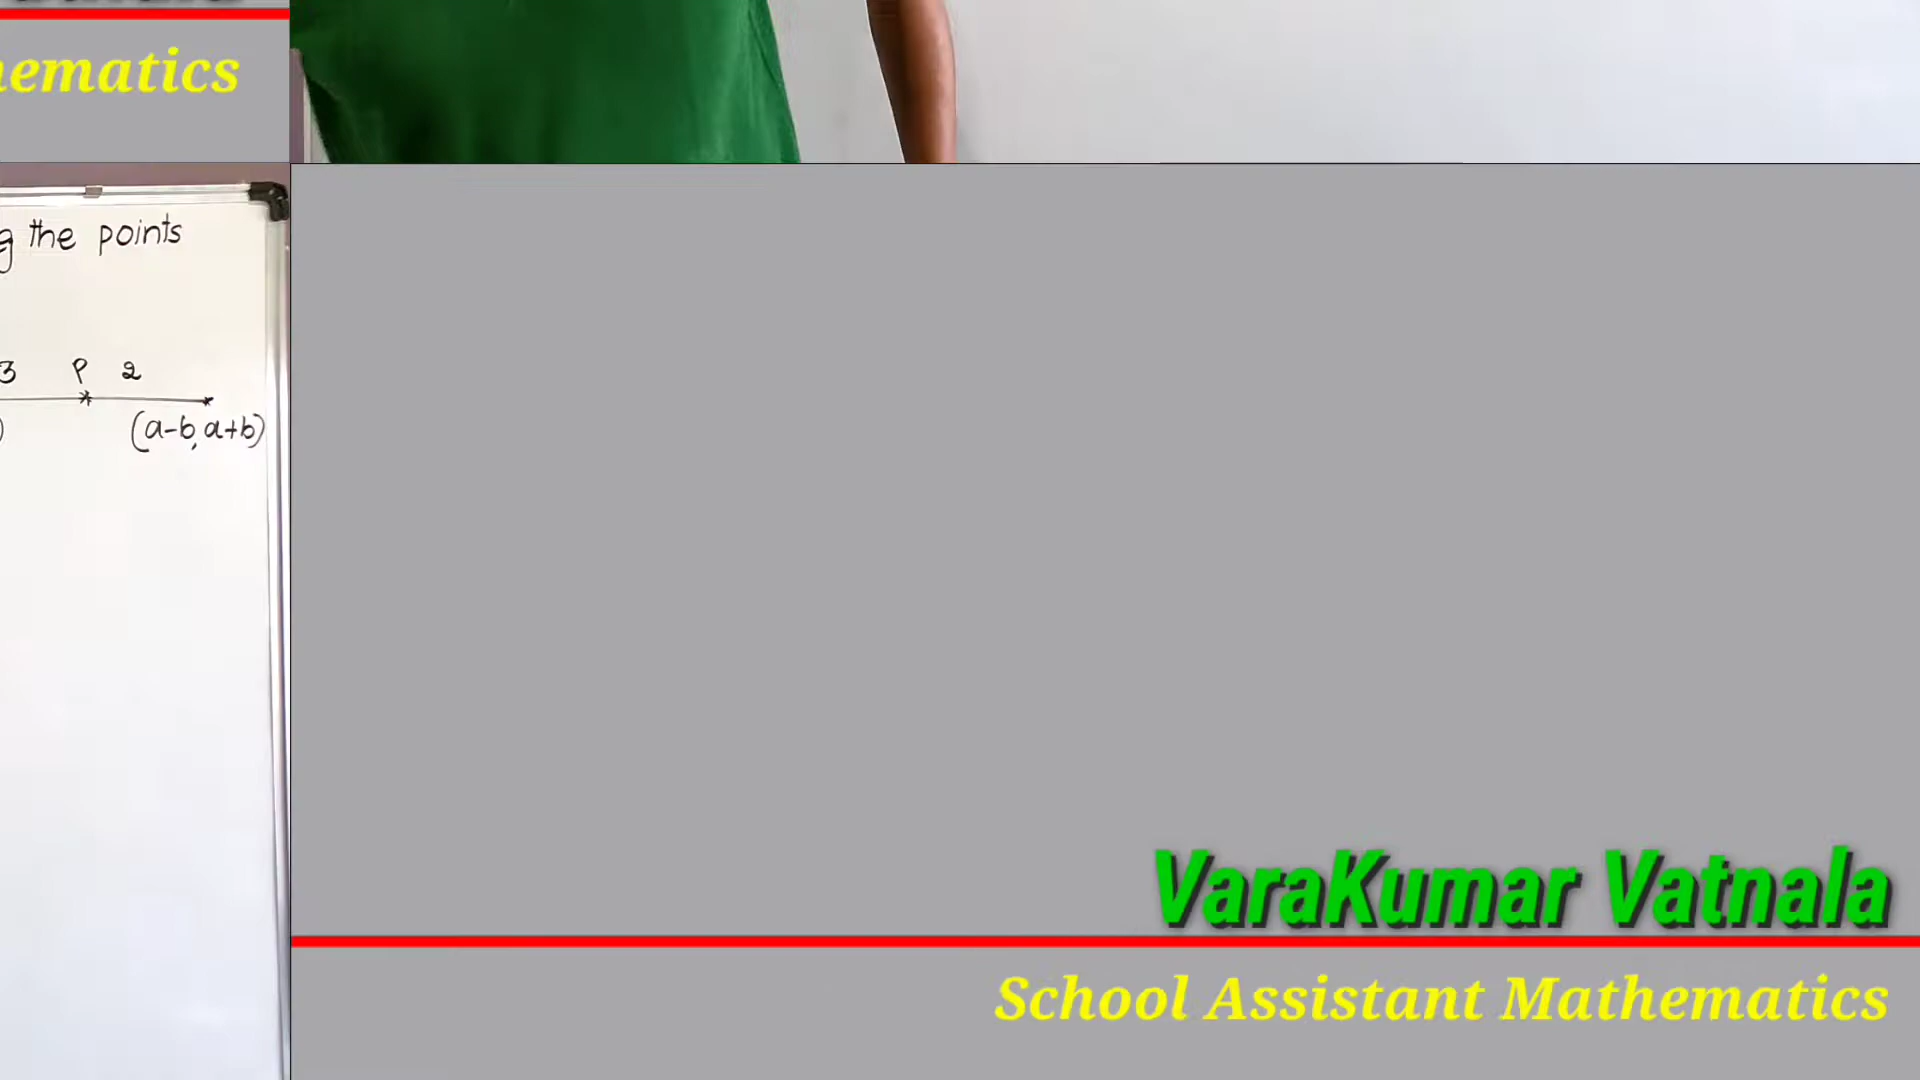 ematics
the points
3 P 2
) (a-b, a+b)
VaraKumar Vatnala
School Assistant Mathematics